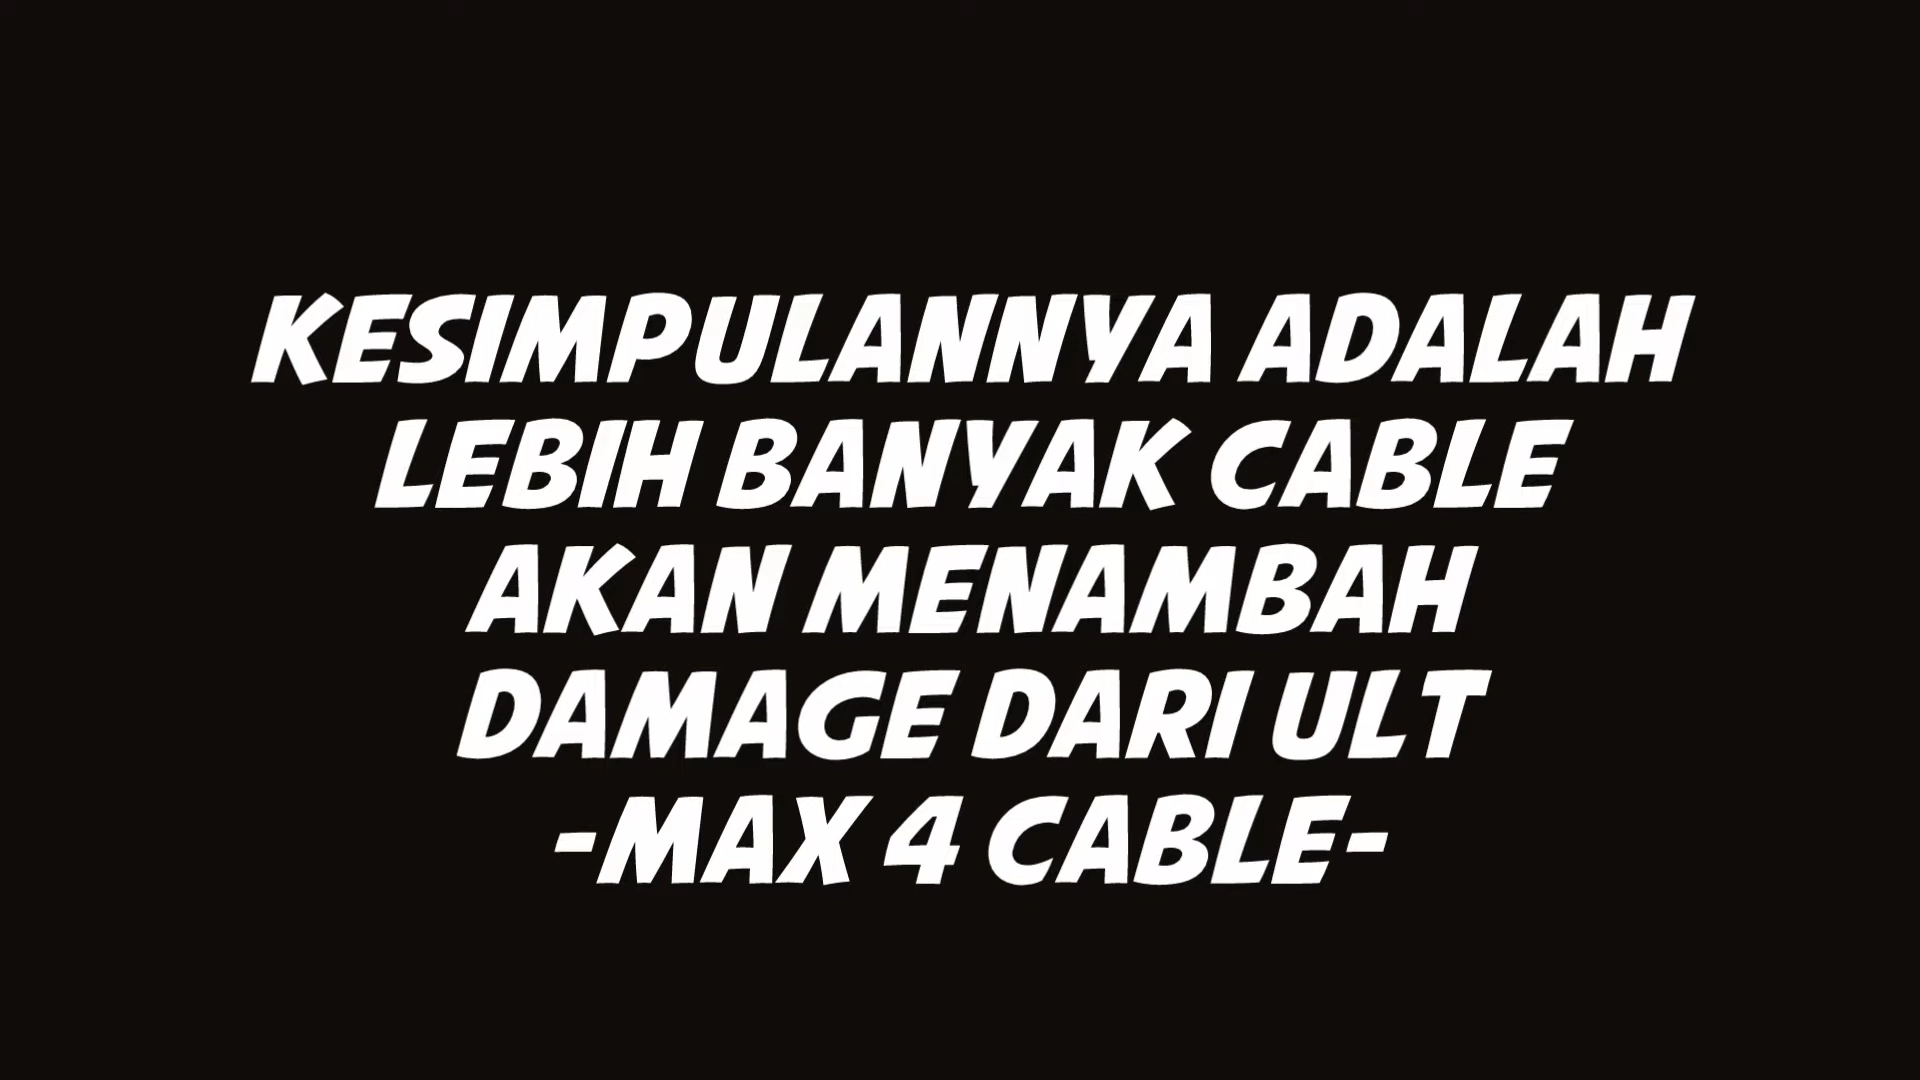 KESIMPULANNYA ADALAH
LEBIH BANYAK CABLE
AKAN MENAMBAH
DAMAGE DARI ULT
-MAX 4 CABLE-